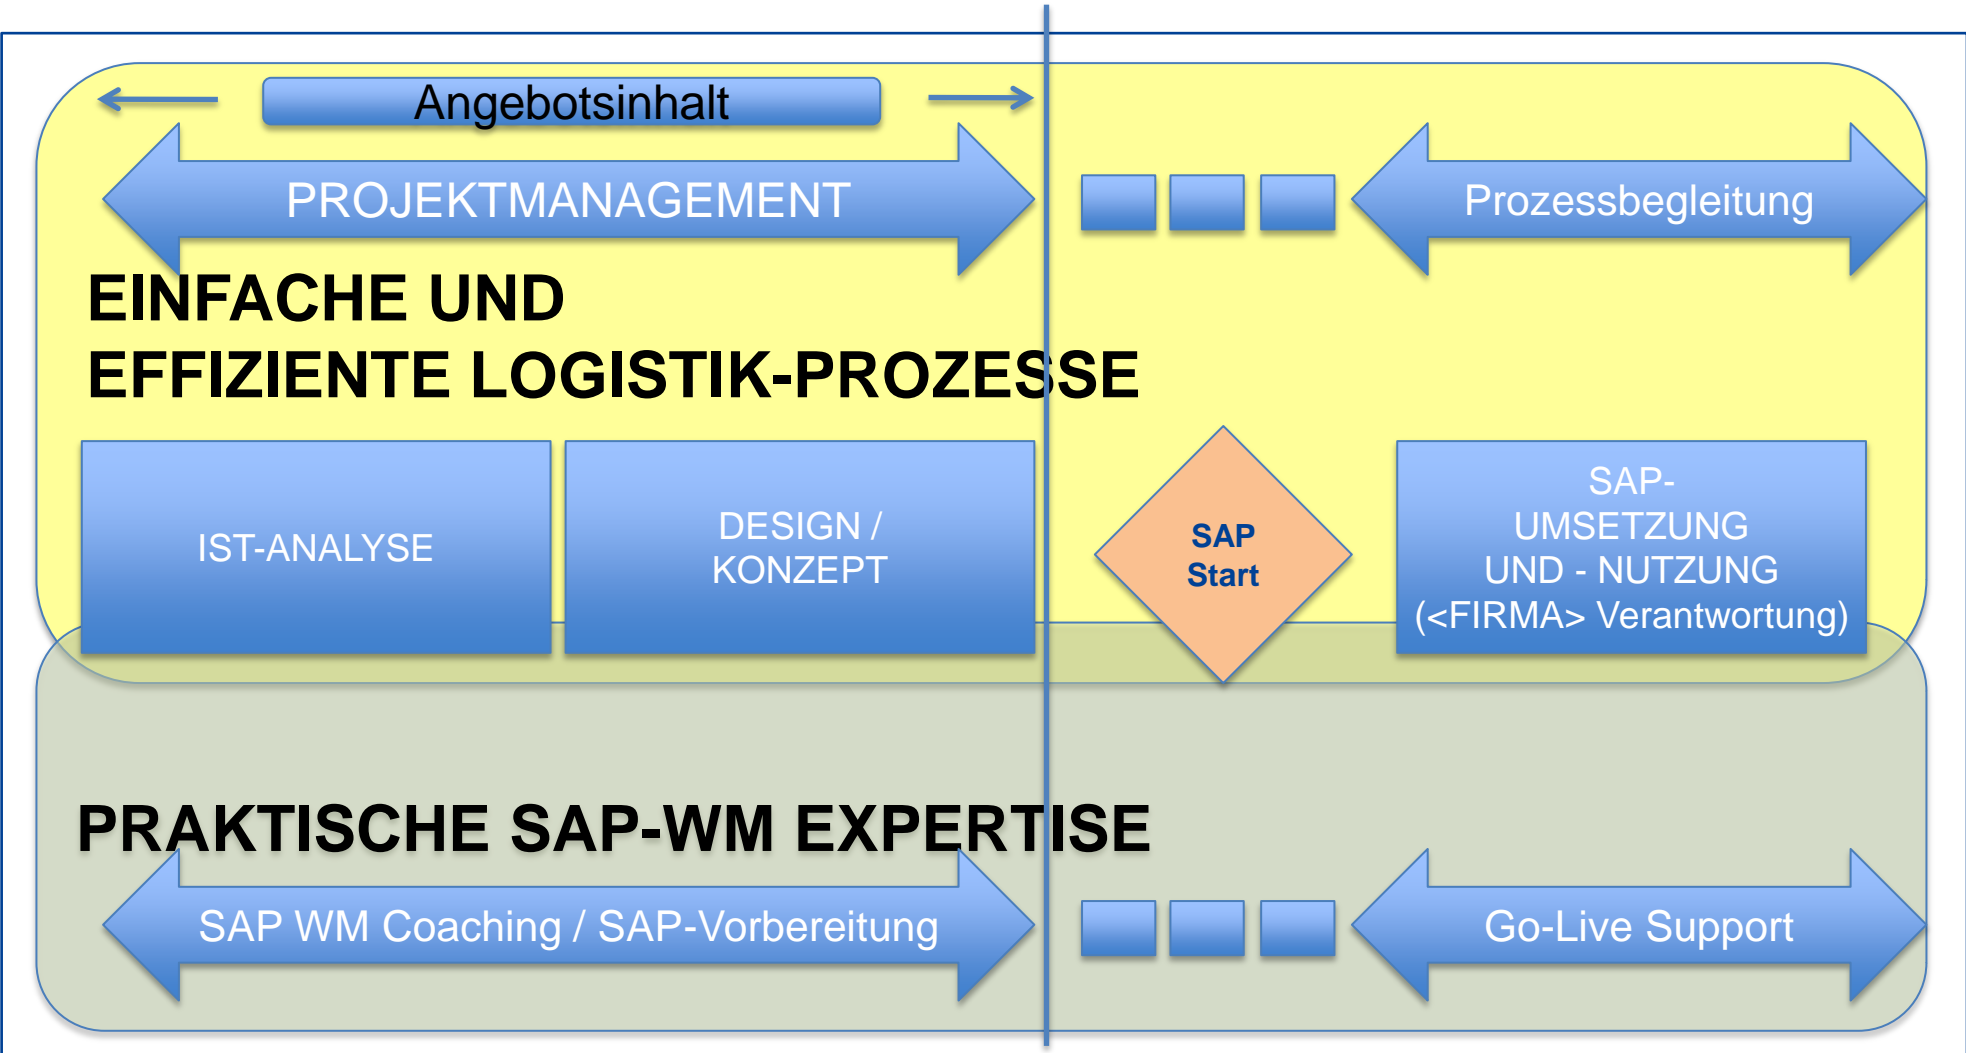 Angebotsinhalt
PROJEKTMANAGEMENT
Prozessbegleitung
EINFACHE UND
EFFIZIENTE LOGISTIK-PROZESSE
IST-ANALYSE
DESIGN /
KONZEPT
SAP
Start
SAP-
UMSETZUNG
UND - NUTZUNG
(<FIRMA> Verantwortung)
PRAKTISCHE SAP-WM EXPERTISE
SAP WM Coaching / SAP-Vorbereitung
Go-Live Support